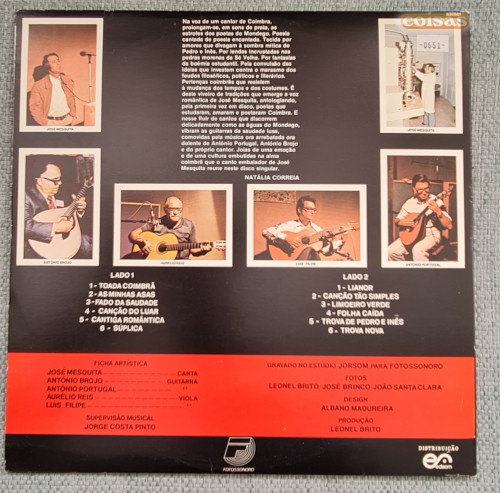 coisas
-0651-
Na voz de um cantor de Coimbra,
prolongam-se, em sons de prata, as
estrofes dos poetas do Mondego. Poesia
cantada de poesia encantada. Tecida por
amores que divagam à sombra mítica de
Pedro e Inês. Por lendas incrustadas nas
pedras morenas da Sé Velha. Por fantasias
da boémia estudantil. Pelo convulsão das
ideias que investem contra o marasmo dos
feudos filosóficos, políticos e literários.
Pertenças coimbrãs que resistem
à mudança dos tempos e dos costumes. É
deste viveiro de tradições que emerge a voz
romântica de José Mesquita, antologiando,
pela primeira vez em disco, poetas que
estudaram, amaram e poetaram Coimbra. E
nesse fluir de cantos que discorrem
delicadamente como as águas do Mondego,
vibram as guitarras da saudade lusa,
comovidas pela música ora arrebatada ora
dolente de António Portugal, António Brojo
e do próprio cantor. Joias de uma emoção
e de uma cultura embutidas na alma
coimbrã que o canto embalador de José
Mesquita reune neste disco singular.
NATÁLIA CORREIA
JOSÉ MESQUITA
JOSÉ MESQUITA
ANTÓNIO BROJO
AURÉLIO REIS
LUIS FILIPE
ANTÓNIO PORTUGAL
LADO 1
1 - TOADA COIMBRÃ
2 - AS MINHAS ASAS
3 - FADO DA SAUDADE
4 - CANÇÃO DO LUAR
5 - CANTIGA ROMÂNTICA
6 - SÚPLICA
LADO 2
1 - LIANOR
2 - CANÇÃO TÃO SIMPLES
3 - LIMOEIRO VERDE
4 - FOLHA CAÍDA
5 - TROVA DE PEDRO E INÊS
6 - TROVA NOVA
FICHA ARTÍSTICA
JOSÉ MESQUITA CANTA
ANTÓNIO BROJO GUITARRA
ANTÓNIO PORTUGAL "
AURÉLIO REIS VIOLA
LUIS FILIPE "
SUPERVISÃO MUSICAL
JORGE COSTA PINTO
GRAVADO NO ESTÚDIO JORSOM PARA FOTOSSONORO
FOTOS
LEONEL BRITO, JOSÉ BRINCO, JOÃO SANTA CLARA
DESIGN
ALBANO MADUREIRA
PRODUÇÃO
LEONEL BRITO
FOTOSSONORO
DISTRIBUIÇÃO
edisom